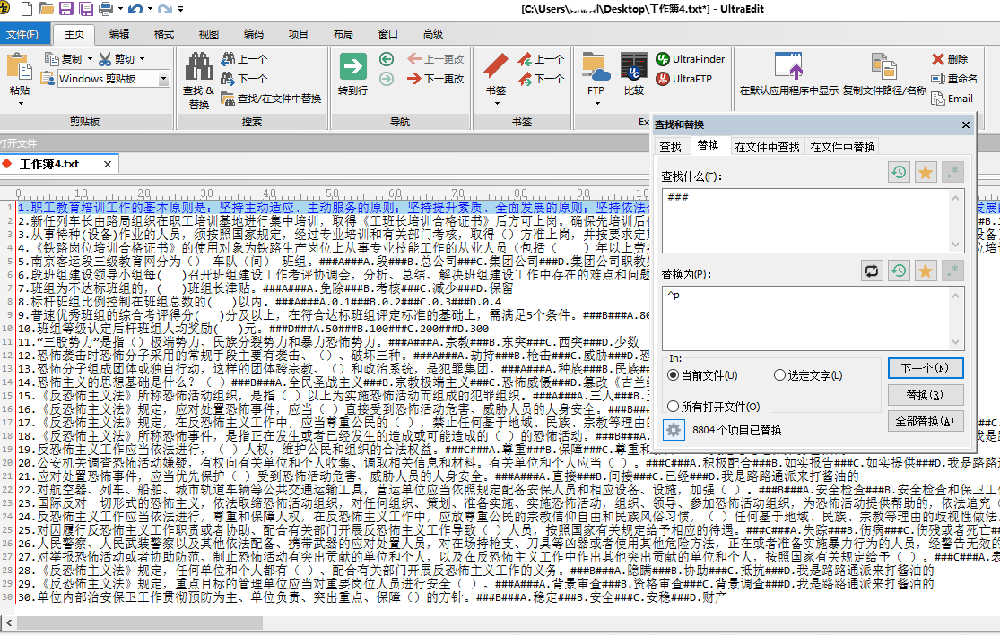 [C:\Users\ \Desktop\工作簿4.txt*] - UltraEdit
文件(F) 主页 编辑 格式 视图 编码 项目 布局 窗口 高级
粘贴 复制 剪切 Windows 剪贴板 剪贴板
查找 & 替换 上一个 下一个 查找/在文件中替换 搜索
转到行 上一更改 下一更改 导航
书签 上一个 下一个 书签
FTP 比较 UltraFinder UltraFTP Ex
在默认应用程序中显示 复制文件路径/名称 删除 重命名 Email
打开文件
工作簿4.txt ×
0 10 20 30 40 50 60 70 80 90 10
1 1.职工教育培训工作的基本原则是：坚持主动适应、主动服务的原则；坚持提升素质、全面发展的原则；坚持依法
2 2.新任列车长由路局组织在职工培训基地进行集中培训，取得《工班长培训合格证书》后方可上岗。确保先培训后
3 3.从事特种(设备)作业的人员，须按照国家规定，经过专业培训和有关部门考核，取得（）方准上岗，并按要求定
4 4.《铁路岗位培训合格证书》的使用对象为铁路生产岗位上从事专业技能工作的从业人员（包括（    ）年以上劳
5 5.南京客运段三级教育网分为（）—车队（间）—班组。###A###A.段###B.总公司###C.集团公司###D.集团公司职教
6 6.段班组建设领导小组每(   )召开班组建设工作考评协调会，分析、总结、解决班组建设工作中存在的难点和问
7 7.班组为不达标班组的，(   )班组长津贴。###A###A.免除###B.考核###C.减少###D.保留
8 8.标杆班组比例控制在班组总数的(   )以内。###A###A.0.1###B.0.2###C.0.3###D.0.4
9 9.普速优秀班组的综合考评得分(   )分及以上，在符合达标班组评定标准的基础上，需满足5个条件。###B###A.80
10 10.班组等级认定后杆班组人均奖励(   )元。###D###A.50###B.100###C.200###D.300
11 11.“三股势力”是指（）极端势力、民族分裂势力和暴力恐怖势力。###A###A.宗教###B.东突###C.西突###D.少数
12 12.恐怖袭击时恐怖分子采用的常规手段主要有袭击、（）、破坏三种。###A###A.劫持###B.枪击###C.威胁###D.恐
13 13.恐怖分子组成团体或独自行动，这样的团体跨宗教、（）和政治系统，是犯罪集团。###A###A.种族###B.民族##
14 14.恐怖主义的思想基础是什么？（ ）###B###A.全民圣战主义###B.宗教极端主义###C.恐怖威慑###D.篡改《古兰
15 15.《反恐怖主义法》所称恐怖活动组织，是指（ ）以上为实施恐怖活动而组成的犯罪组织。###A###A.三人###B.
16 16.《反恐怖主义法》规定，应对处置恐怖事件，应当（ ）直接受到恐怖活动危害、威胁人员的人身安全。###B##
17 17.《反恐怖主义法》规定，在反恐怖主义工作中，应当尊重公民的（ ），禁止任何基于地域、民族、宗教等理由
18 18.《反恐怖主义法》所称恐怖事件，是指正在发生或者已经发生的造成或可能造成的（ ）的恐怖活动。###B###A.
19 19.反恐怖主义工作应当依法进行，（ ）人权，维护公民和组织的合法权益。###C###A.尊重###B.保障###C.尊重和
20 20.公安机关调查恐怖活动嫌疑，有权向有关单位和个人收集、调取相关信息和材料。有关单位和个人应当（ ）。###C###A.积极配合###B.如实报告###C.如实提供###D.我是路路
21 21.应对处置恐怖事件，应当优先保护（ ）受到恐怖活动危害、威胁人员的人身安全。###A###A.直接###B.间接###C.已经###D.我是路路通派来打酱油的
22 22.对航空器、列车、船舶、城市轨道车辆等公共交通运输工具，营运单位应当依照规定配备安保人员和相应设备、设施，加强（ ）。###B###A.安全检查###B.安全检查和保卫工
23 23.国际反对一切形式的恐怖主义，依法取缔恐怖活动组织，对任何组织、策划、准备实施、实施恐怖活动，组织、领导、参加恐怖活动组织，为恐怖活动提供帮助的，依法追究（
24 24.反恐怖主义工作应当依法进行，尊重和保障人权，在反恐怖主义工作中，应放尊重公民的宗教信仰自由和民族风俗习惯，（ ）任何基于地域、民族、宗教等理由的歧视性做法
25 25.对因履行反恐怖主义工作职责或者协助、配合有关部门开展反恐怖主义工作导致（ ）人员，按照国家有关规定给予相应的待遇。###C###A.失踪###B.伤病###C.伤残或者死亡##
26 26.人民警察、人民武装警察以及其他依法配备、携带武器的应对处置人员，对在场持枪支、刀具等凶器或者使用其他危险方法，正在或者准备实施暴力行为的人员，经警告无效的
27 27.对举报恐怖活动或者协助防范、制止恐怖活动有突出贡献的单位和个人，以及在反恐怖主义工作中作出其他突出贡献的单位和个人，按照国家有关规定给予（ ）。###C###A.表
28 28.《反恐怖主义法》规定，任何单位和个人都有（ ）、配合有关部门开展反恐怖主义工作的义务。###B###A.隐瞒###B.协助###C.抵抗###D.我是路路通派来打酱油的
29 29.《反恐怖主义法》规定，重点目标的管理单位应当对重要岗位人员进行安全（ ）。###A###A.背景审查###B.资格审查###C.背景调查###D.我是路路通派来打酱油的
30 30.单位内部治安保卫工作贯彻预防为主、单位负责、突出重点、保障（）的方针。###B###A.稳定###B.安全###C.安稳###D.财产
查找和替换 ×
查找 替换 在文件中查找 在文件中替换
查找什么(F)：
###
替换为(P)：
^p
In:
当前文件(U) 选定文字(L)
所有打开文件(O)
下一个(N)
替换(R)
全部替换(A)
8804 个项目已替换